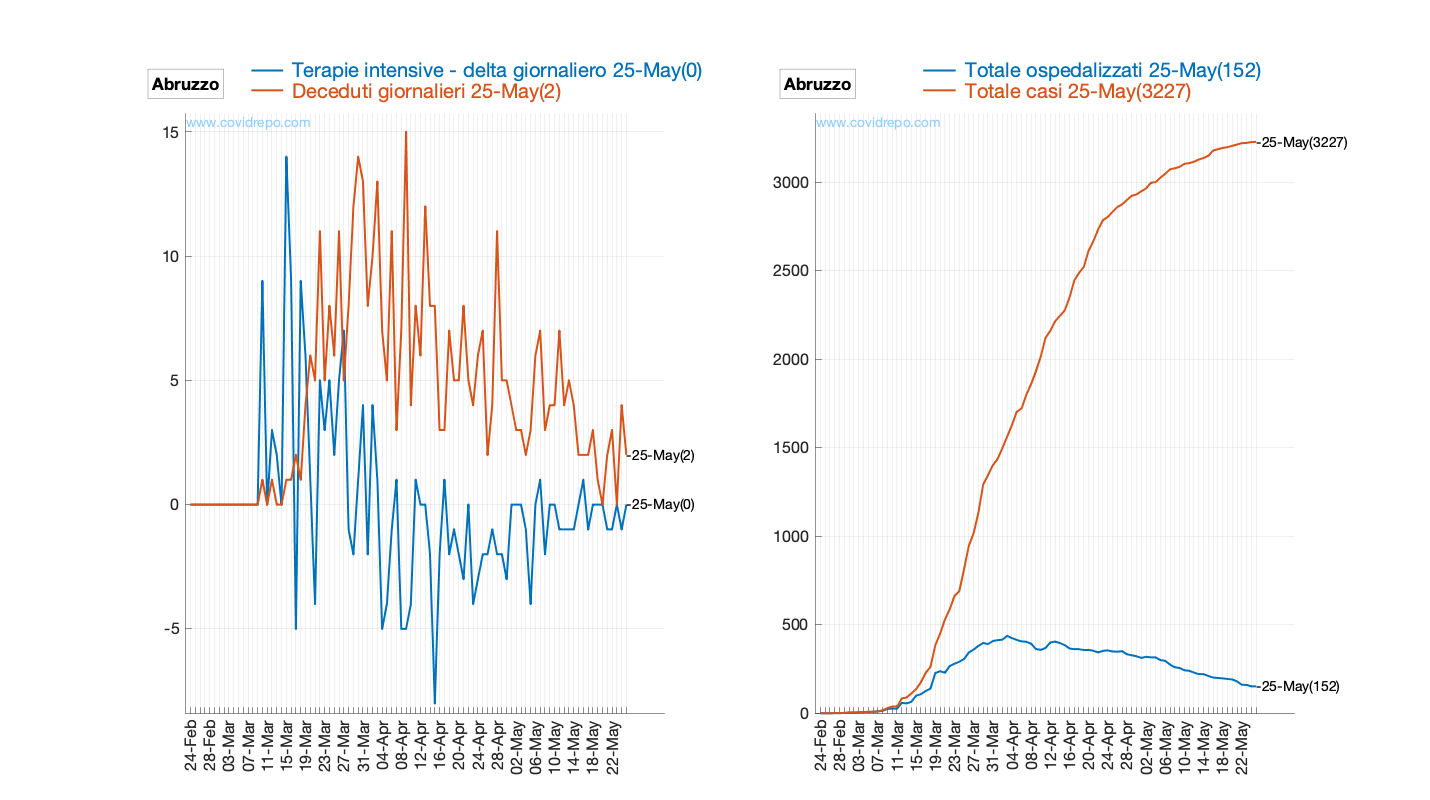 Abruzzo
Terapie intensive - delta giornaliero 25-May(0)
Deceduti giornalieri 25-May(2)
www.covidrepo.com
15
10
5
0
-5
25-May(2)
25-May(0)
24-Feb
28-Feb
03-Mar
07-Mar
11-Mar
15-Mar
19-Mar
23-Mar
27-Mar
31-Mar
04-Apr
08-Apr
12-Apr
16-Apr
20-Apr
24-Apr
28-Apr
02-May
06-May
10-May
14-May
18-May
22-May
Abruzzo
Totale ospedalizzati 25-May(152)
Totale casi 25-May(3227)
www.covidrepo.com
3000
2500
2000
1500
1000
500
0
25-May(3227)
25-May(152)
24-Feb
28-Feb
03-Mar
07-Mar
11-Mar
15-Mar
19-Mar
23-Mar
27-Mar
31-Mar
04-Apr
08-Apr
12-Apr
16-Apr
20-Apr
24-Apr
28-Apr
02-May
06-May
10-May
14-May
18-May
22-May